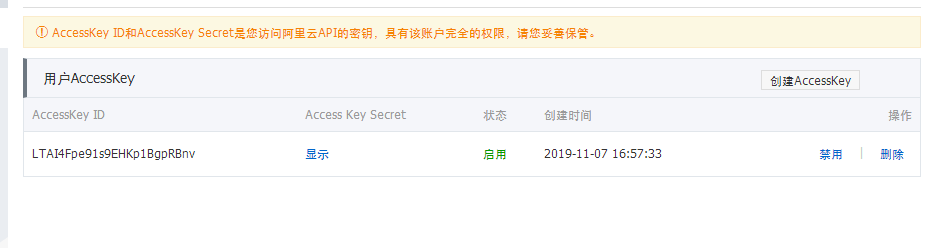 AccessKey ID和AccessKey Secret是您访问阿里云API的密钥，具有该账户完全的权限，请您妥善保管。
用户AccessKey 创建AccessKey
AccessKey ID Access Key Secret 状态 创建时间 操作
LTAI4Fpe91s9EHKp1BgpRBnv 显示 启用 2019-11-07 16:57:33 禁用 | 删除